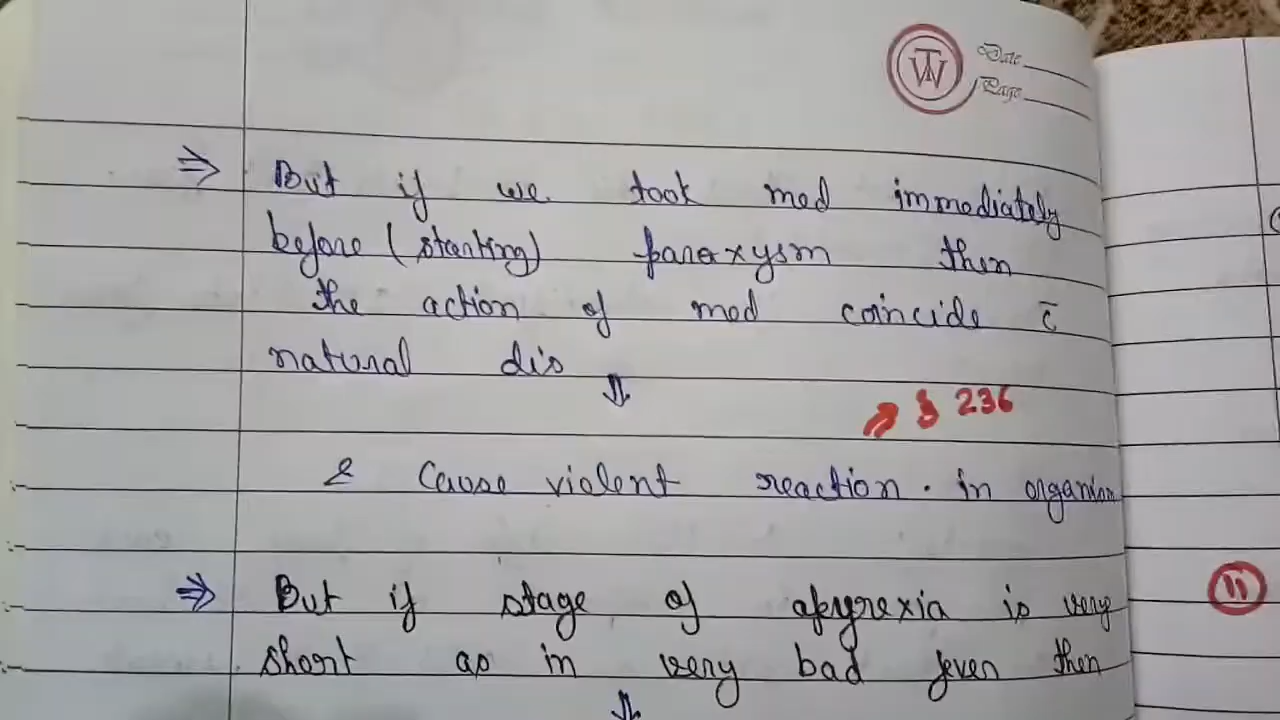 TW
Date
Page
⇒ But if we took med immediately
before (starting) paroxysm then
the action of med coincide c̄
natural dis
⇓
⇗ § 236
& cause violent reaction. in organism
⇒ But if stage of apyrexia is very
short as in very bad fever then
⇓
11